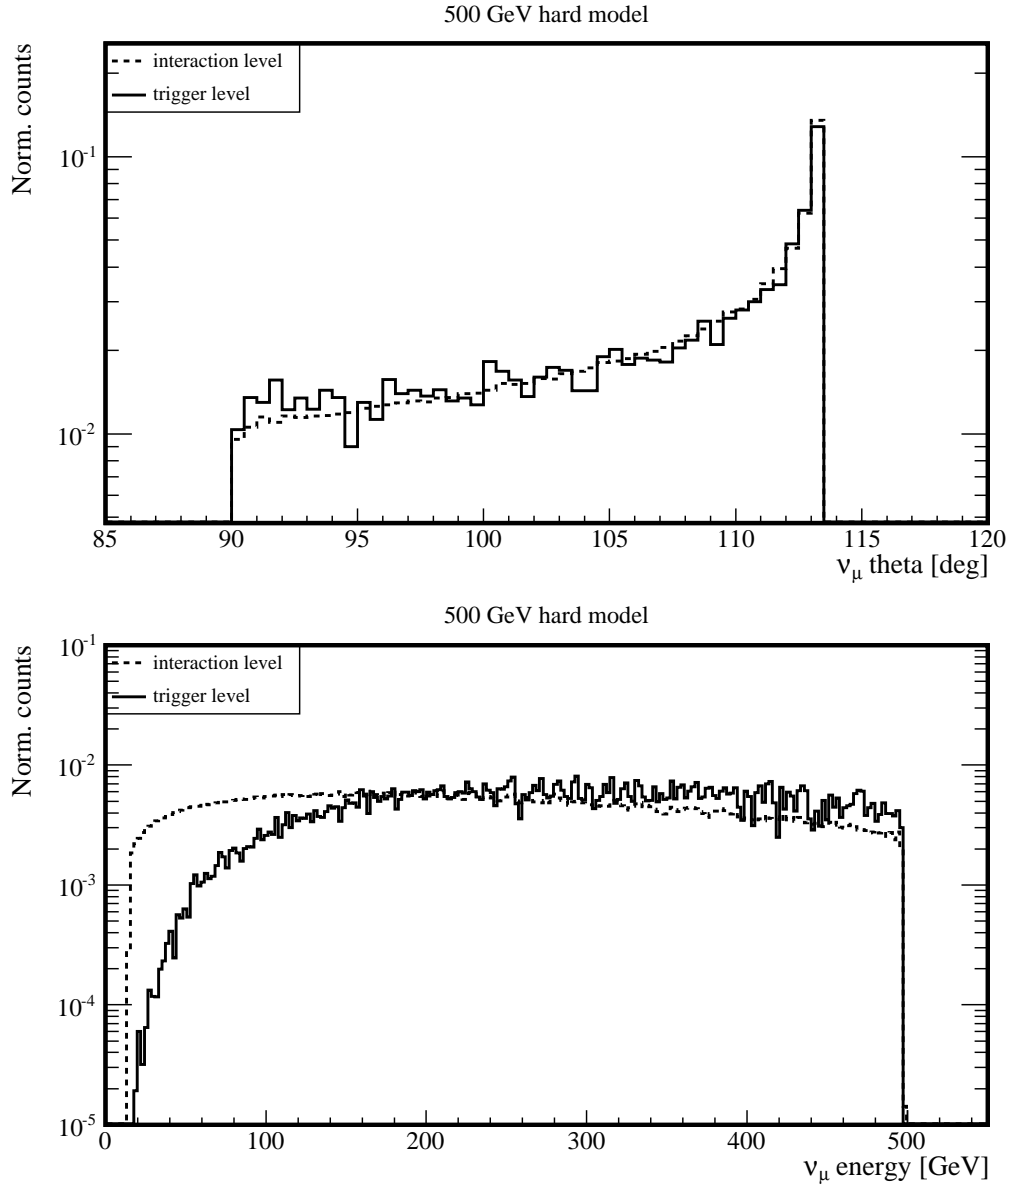 500 GeV hard model
Norm. counts
interaction level
trigger level
10⁻¹
10⁻²
85 90 95 100 105 110 115 120
νμ theta [deg]
500 GeV hard model
Norm. counts
interaction level
trigger level
10⁻¹
10⁻²
10⁻³
10⁻⁴
10⁻⁵
0 100 200 300 400 500
νμ energy [GeV]